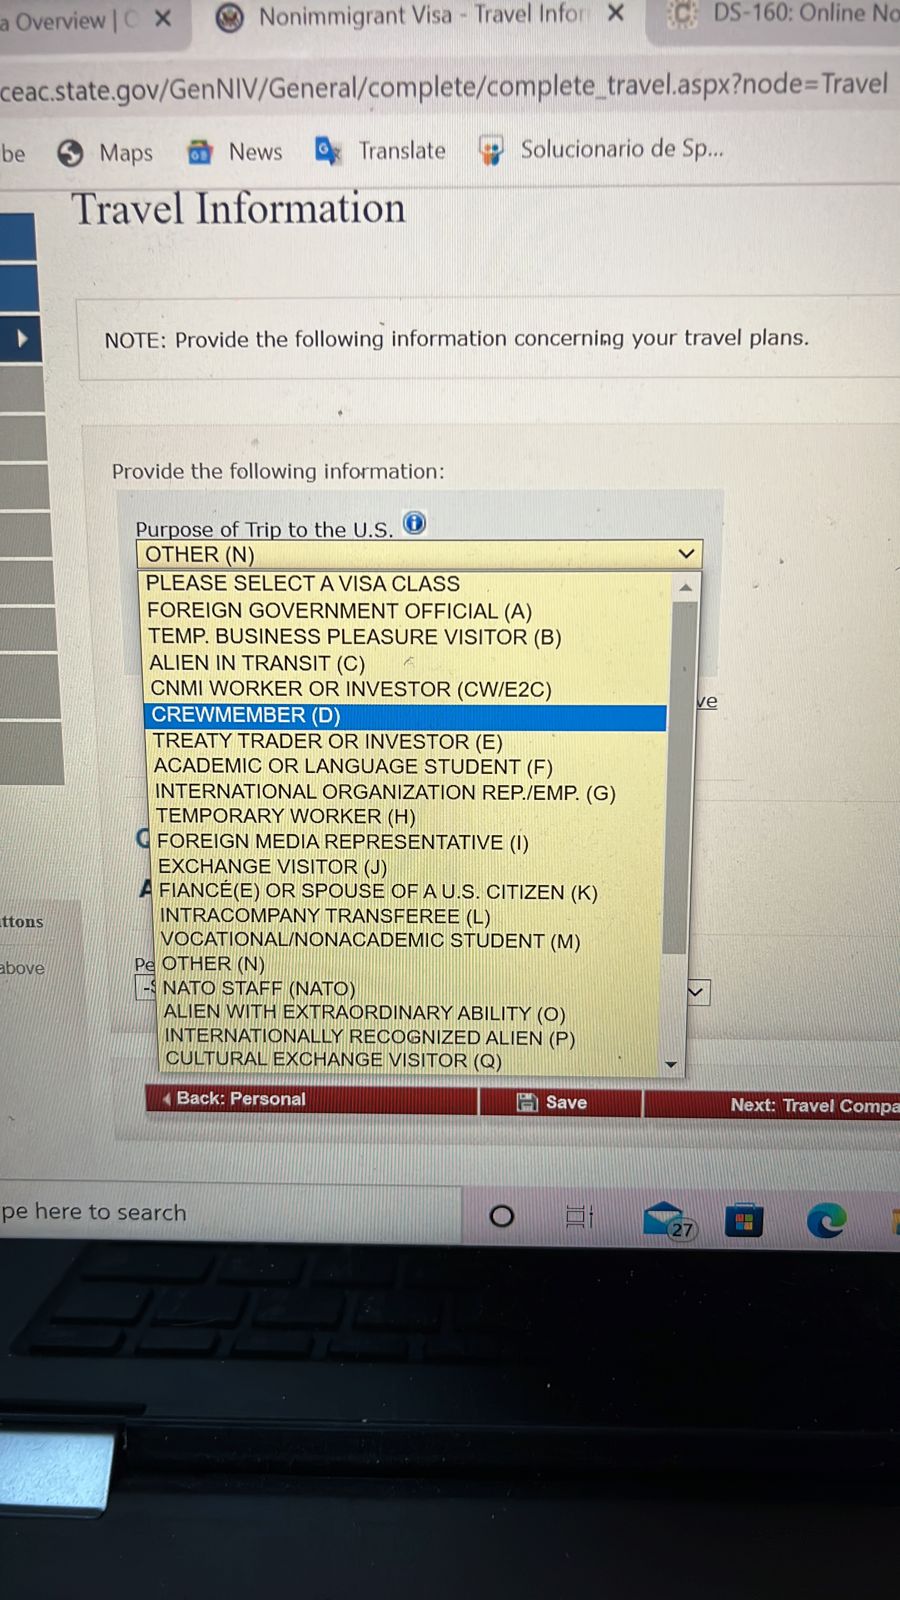 a Overview |
Nonimmigrant Visa - Travel Infor
DS-160: Online No
ceac.state.gov/GenNIV/General/complete/complete_travel.aspx?node=Travel
be
Maps
News
Translate
Solucionario de Sp...
Travel Information
NOTE: Provide the following information concerning your travel plans.
Provide the following information:
Purpose of Trip to the U.S.
OTHER (N)
PLEASE SELECT A VISA CLASS
FOREIGN GOVERNMENT OFFICIAL (A)
TEMP. BUSINESS PLEASURE VISITOR (B)
ALIEN IN TRANSIT (C)
CNMI WORKER OR INVESTOR (CW/E2C)
ve
CREWMEMBER (D)
TREATY TRADER OR INVESTOR (E)
ACADEMIC OR LANGUAGE STUDENT (F)
INTERNATIONAL ORGANIZATION REP./EMP. (G)
TEMPORARY WORKER (H)
FOREIGN MEDIA REPRESENTATIVE (I)
EXCHANGE VISITOR (J)
FIANCÉ(E) OR SPOUSE OF A U.S. CITIZEN (K)
INTRACOMPANY TRANSFEREE (L)
VOCATIONAL/NONACADEMIC STUDENT (M)
OTHER (N)
NATO STAFF (NATO)
ALIEN WITH EXTRAORDINARY ABILITY (O)
INTERNATIONALLY RECOGNIZED ALIEN (P)
CULTURAL EXCHANGE VISITOR (Q)
ttons
above
Pe
Back: Personal
Save
Next: Travel Compa
pe here to search
27